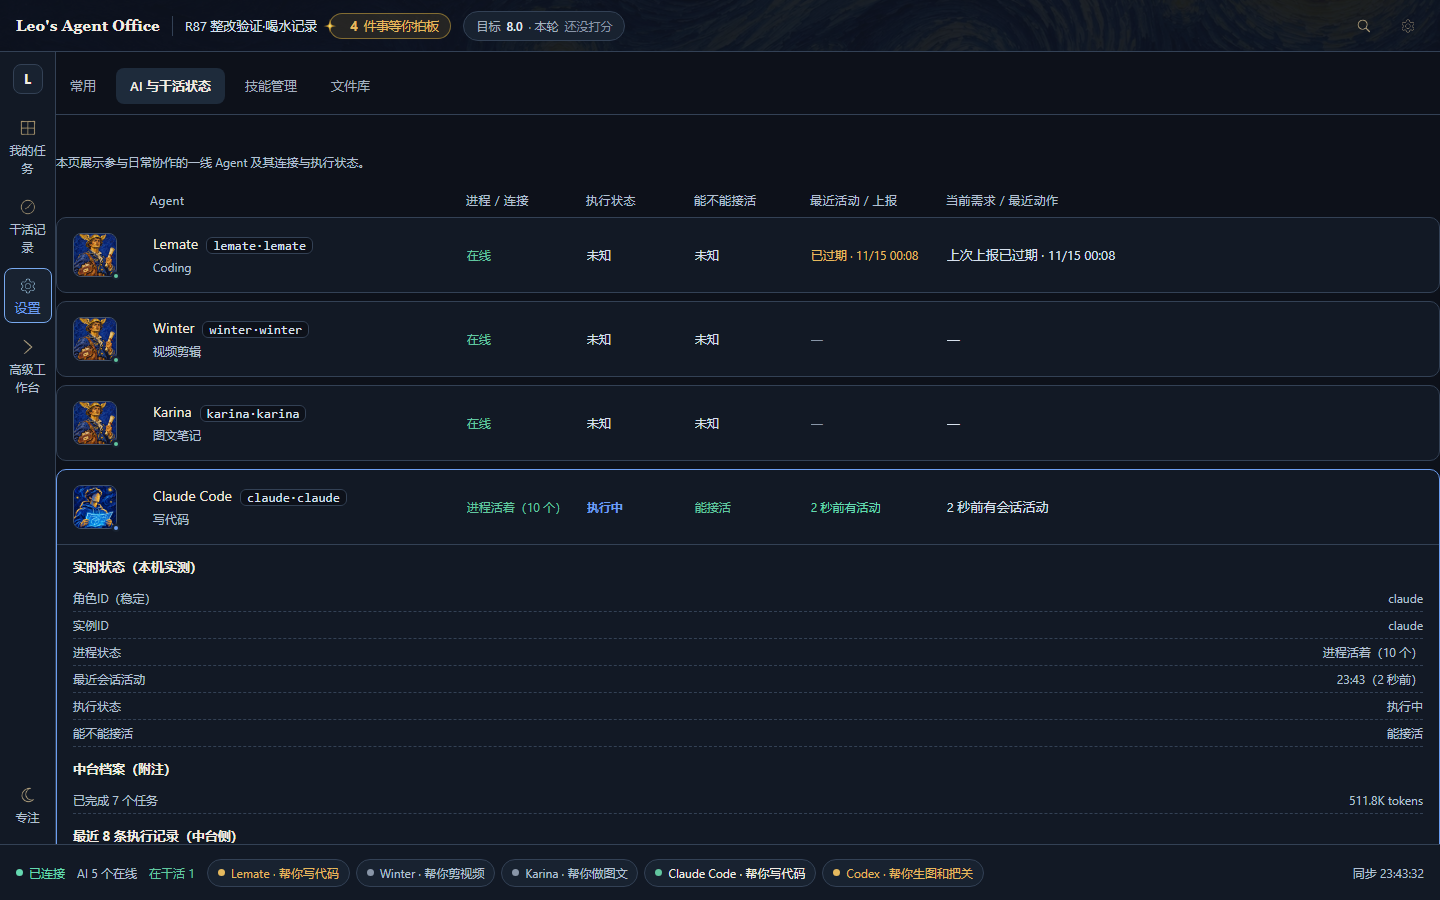 Leo's Agent Office
R87 整改验证·喝水记录
4 件事等你拍板
目标 8.0 · 本轮 还没打分
L
我的任务
干活记录
设置
高级工作台
专注
常用
AI 与干活状态
技能管理
文件库
本页展示参与日常协作的一线 Agent 及其连接与执行状态。
Agent 进程 / 连接 执行状态 能不能接活 最近活动 / 上报 当前需求 / 最近动作
Lemate lemate·lemate
Coding
在线 未知 未知 已过期 · 11/15 00:08 上次上报已过期 · 11/15 00:08
Winter winter·winter
视频剪辑
在线 未知 未知 — —
Karina karina·karina
图文笔记
在线 未知 未知 — —
Claude Code claude·claude
写代码
进程活着（10 个） 执行中 能接活 2 秒前有活动 2 秒前有会话活动
实时状态（本机实测）
角色ID（稳定） claude
实例ID claude
进程状态 进程活着（10 个）
最近会话活动 23:43（2 秒前）
执行状态 执行中
能不能接活 能接活
中台档案（附注）
已完成 7 个任务 511.8K tokens
最近 8 条执行记录（中台侧）
已连接 AI 5 个在线 在干活 1
Lemate · 帮你写代码
Winter · 帮你剪视频
Karina · 帮你做图文
Claude Code · 帮你写代码
Codex · 帮你生图和把关
同步 23:43:32